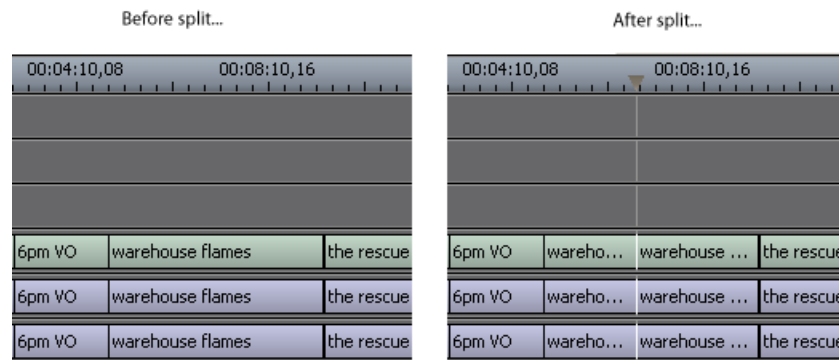 Before split...
00:04:10,08 00:08:10,16
6pm VO warehouse flames the rescue
6pm VO warehouse flames the rescue
6pm VO warehouse flames the rescue
After split...
00:04:10,08 00:08:10,16
6pm VO wareho... warehouse ... the rescue
6pm VO wareho... warehouse ... the rescue
6pm VO wareho... warehouse ... the rescue